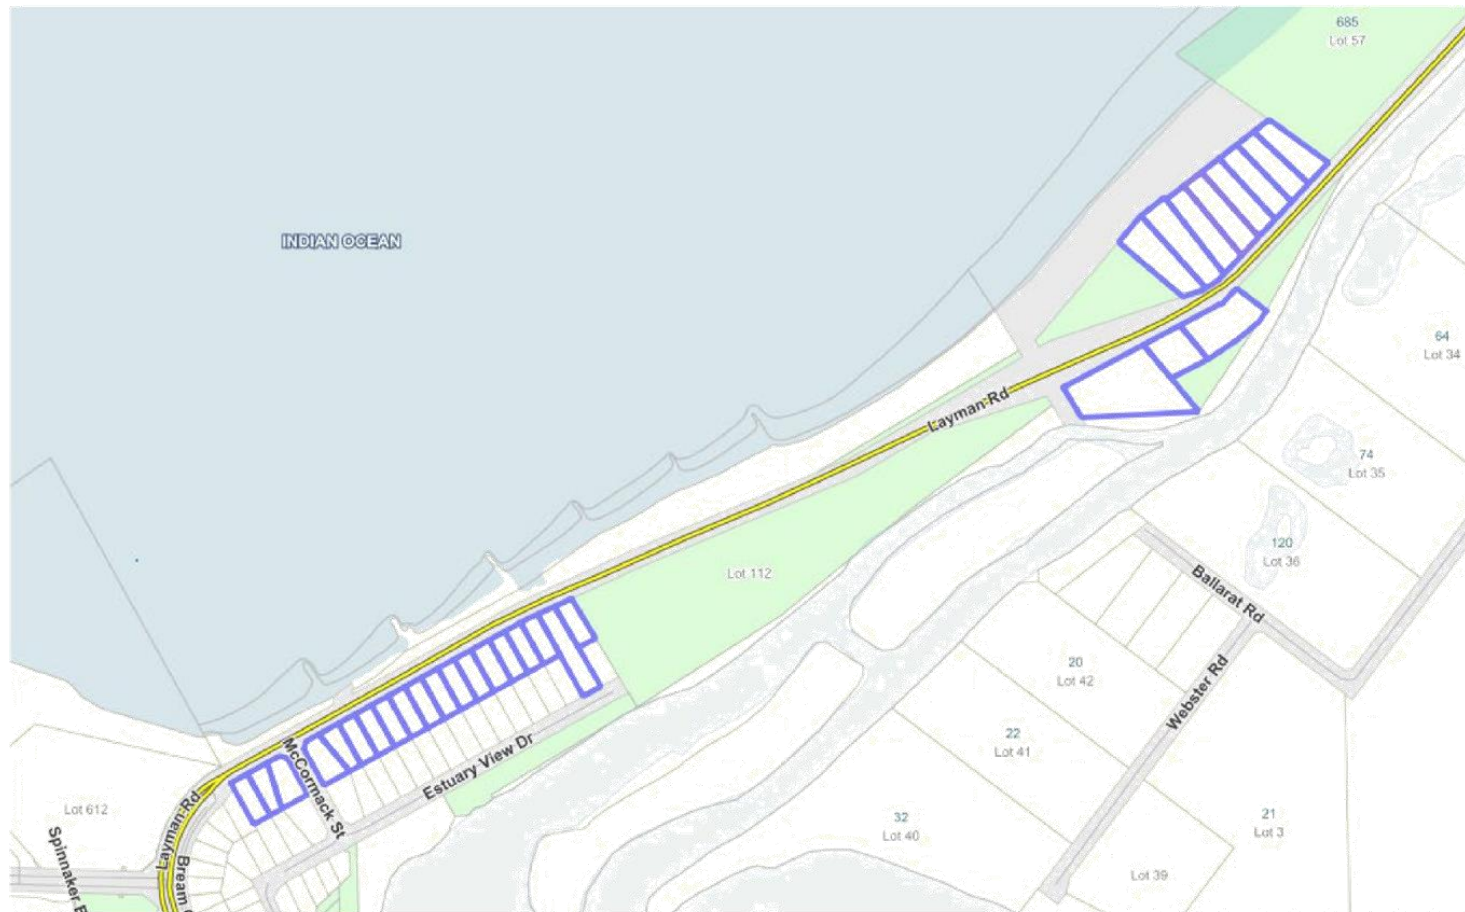 685
Lot 57
INDIAN OCEAN
64
Lot 34
Layman Rd
74
Lot 35
120
Lot 36
Lot 112
Ballarat Rd
20
Lot 42
Webster Rd
22
Lot 41
McCormack St
Estuary View Dr
Lot 612
Layman Rd
32
Lot 40
21
Lot 3
Spinnaker
Bream
Lot 39